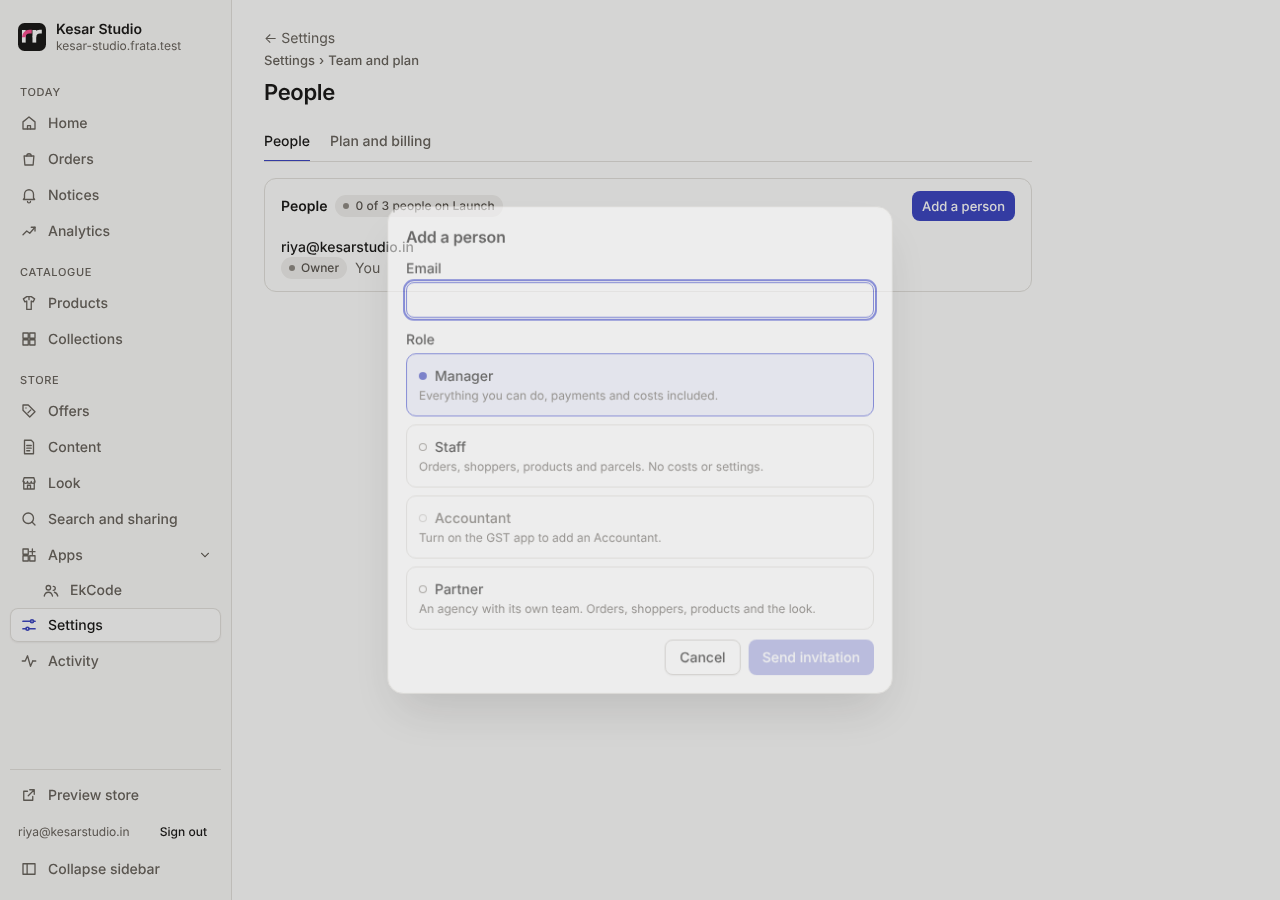 Kesar Studio
kesar-studio.frata.test
TODAY
Home
Orders
Notices
Analytics
CATALOGUE
Products
Collections
STORE
Offers
Content
Look
Search and sharing
Apps
EkCode
Settings
Activity
Preview store
riya@kesarstudio.in Sign out
Collapse sidebar
← Settings
Settings › Team and plan
People
People Plan and billing
People 0 of 3 people on Launch Add a person
riya@kesarstudio.in
Owner You
Add a person
Email
Role
Manager
Everything you can do, payments and costs included.
Staff
Orders, shoppers, products and parcels. No costs or settings.
Accountant
Turn on the GST app to add an Accountant.
Partner
An agency with its own team. Orders, shoppers, products and the look.
Cancel Send invitation